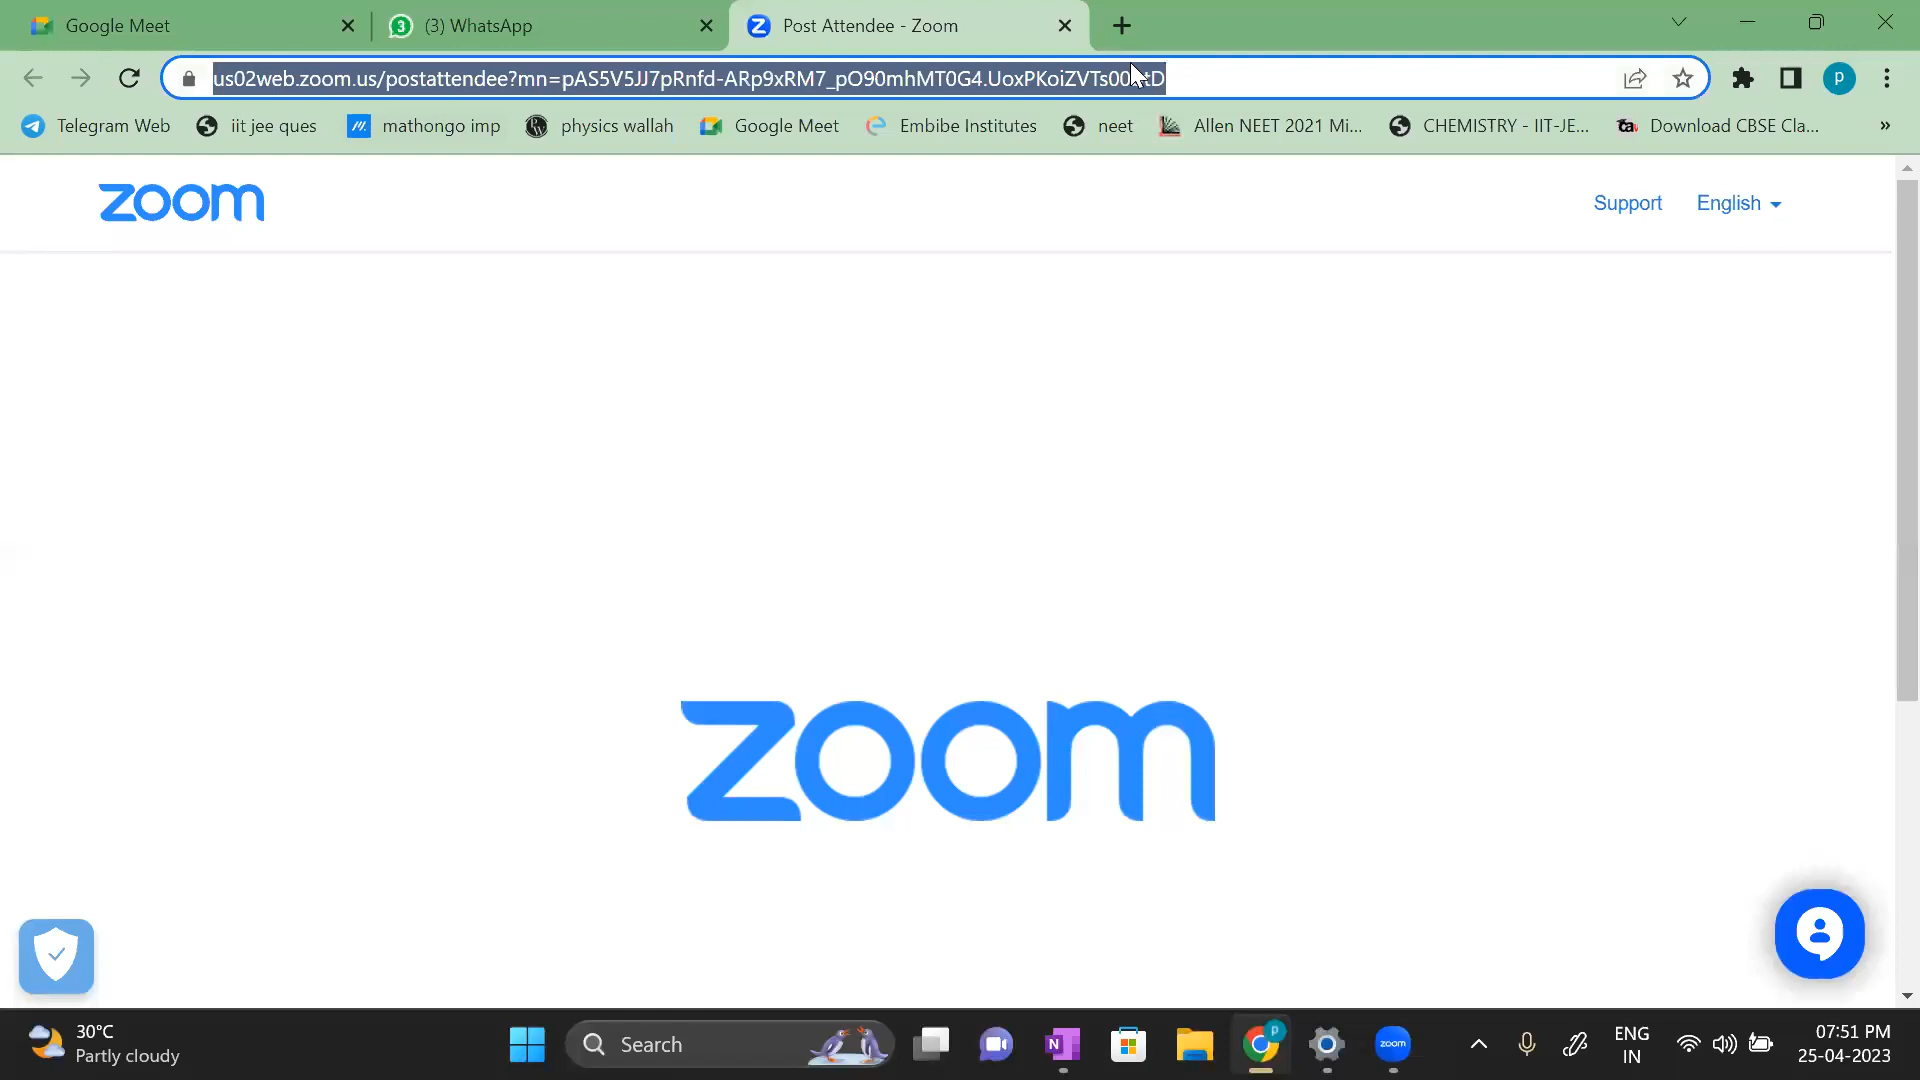 Google Meet
(3) WhatsApp
Post Attendee - Zoom
us02web.zoom.us/postattendee?mn=pAS5V5JJ7pRnfd-ARp9xRM7_pO90mhMT0G4.UoxPKoiZVTs00
Telegram Web
iit jee ques
mathongo imp
physics wallah
Google Meet
Embibe Institutes
neet
Allen NEET 2021 Mi...
CHEMISTRY - IIT-JE...
Download CBSE Cla...
zoom
Support
English
zoom
30°C
Partly cloudy
Search
zoom
ENG
IN
07:51 PM
25-04-2023